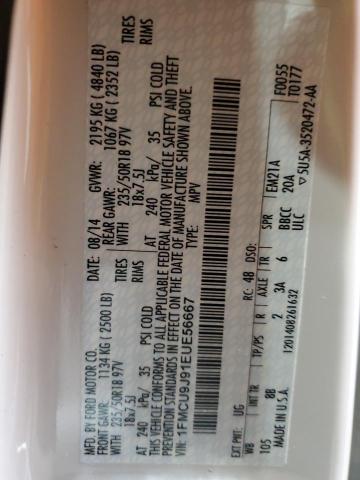 MFD. BY FORD MOTOR CO.
DATE: 08/14 GVWR: 2195 KG ( 4840 LB)
FRONT GAWR: 1134 KG ( 2500 LB) REAR GAWR: 1067 KG ( 2352 LB)
WITH 235/50R18 97V TIRES WITH 235/50R18 97V TIRES
18x7.5J RIMS 18x7.5J RIMS
AT 240 kPa/ 35 PSI COLD AT 240 kPa/ 35 PSI COLD
THIS VEHICLE CONFORMS TO ALL APPLICABLE FEDERAL MOTOR VEHICLE SAFETY AND THEFT
PREVENTION STANDARDS IN EFFECT ON THE DATE OF MANUFACTURE SHOWN ABOVE.
VIN: 1FMCU9J91EUE56667 TYPE: MPV
EXT PNT: UG RC: 48 DSO: F0055
WB INT TR TP/PS R AXLE TR SPR EM21A T0177
105 8B 2 3A 6 BBCC 20A
MADE IN U.S.A. 1201408261632 ULC ▽5U5A-3520472-AA